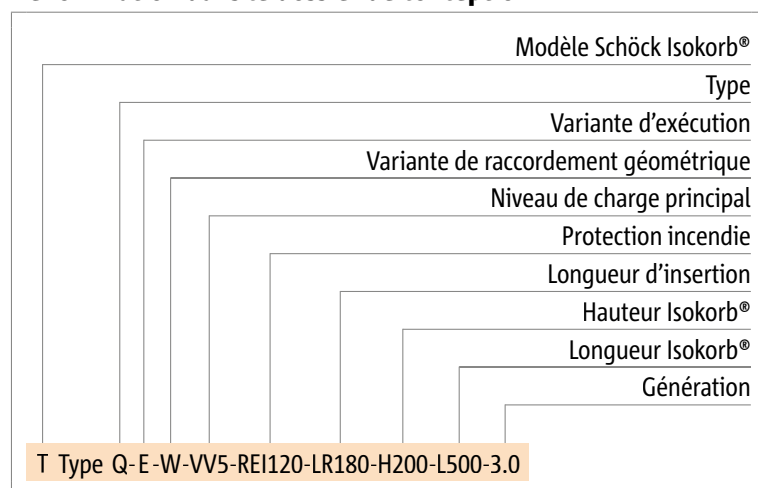 Modèle Schöck Isokorb®
Type
Variante d'exécution
Variante de raccordement géométrique
Niveau de charge principal
Protection incendie
Longueur d'insertion
Hauteur Isokorb®
Longueur Isokorb®
Génération
T Type Q-E-W-VV5-REI120-LR180-H200-L500-3.0